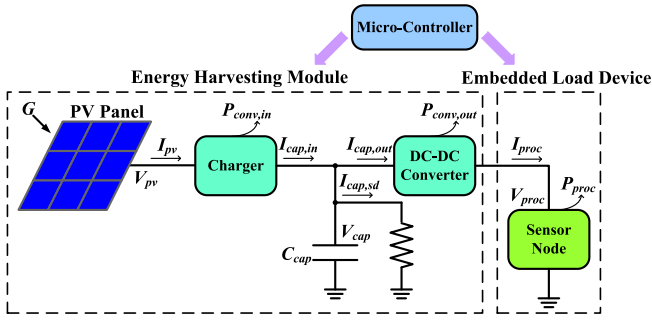 Micro-Controller
Energy Harvesting Module
Embedded Load Device
G
PV Panel
P_conv,in
P_conv,out
I_pv
I_cap,in
I_cap,out
I_proc
Charger
DC-DC
Converter
V_pv
I_cap,sd
V_proc
P_proc
V_cap
C_cap
Sensor
Node